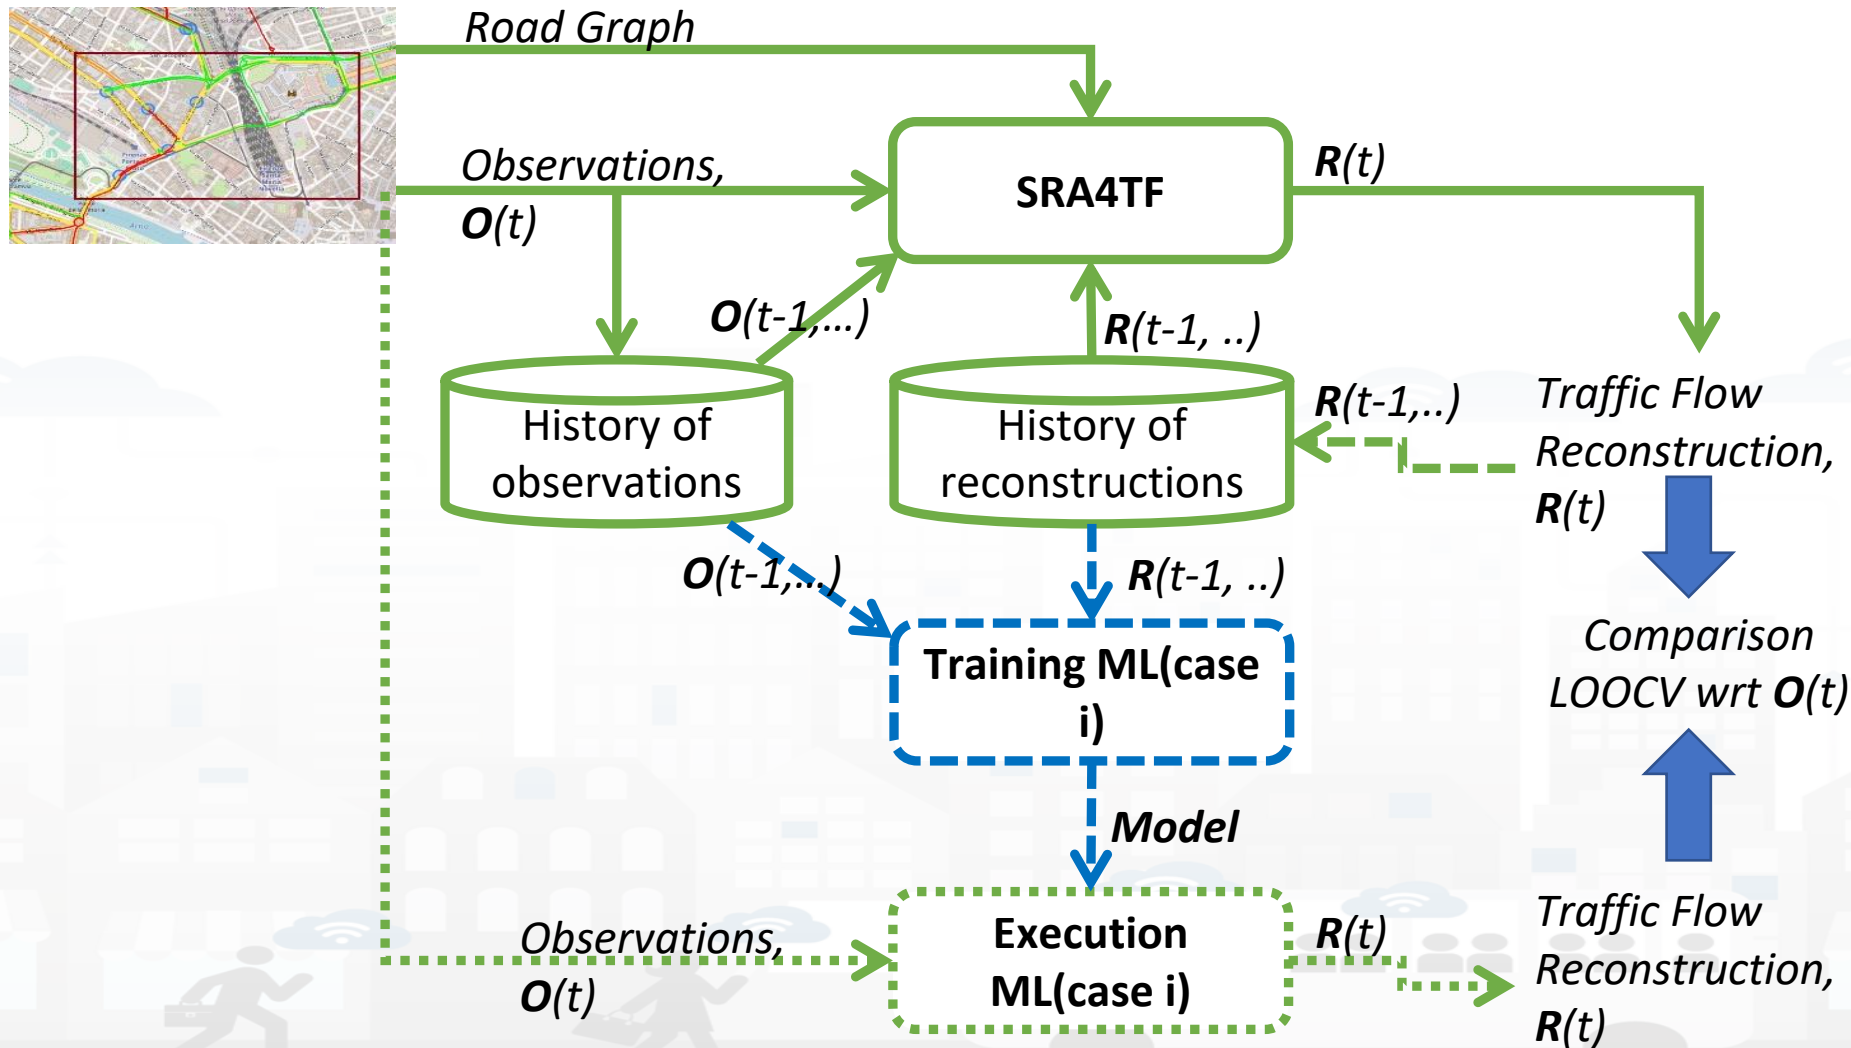 Road Graph
Observations,
O(t)
SRA4TF
R(t)
O(t-1,...)
R(t-1, ..)
History of
observations
History of
reconstructions
R(t-1,..)
Traffic Flow
Reconstruction,
R(t)
O(t-1,...)
R(t-1, ..)
Training ML(case
i)
Comparison
LOOCV wrt O(t)
Model
Observations,
O(t)
Execution
ML(case i)
R(t)
Traffic Flow
Reconstruction,
R(t)